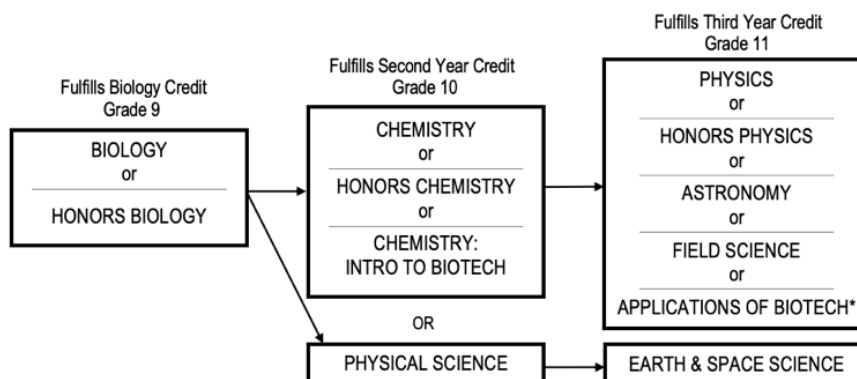 Fulfills Biology Credit
Grade 9
BIOLOGY
or
HONORS BIOLOGY
Fulfills Second Year Credit
Grade 10
CHEMISTRY
or
HONORS CHEMISTRY
or
CHEMISTRY:
INTRO TO BIOTECH
OR
PHYSICAL SCIENCE
Fulfills Third Year Credit
Grade 11
PHYSICS
or
HONORS PHYSICS
or
ASTRONOMY
or
FIELD SCIENCE
or
APPLICATIONS OF BIOTECH*
EARTH & SPACE SCIENCE